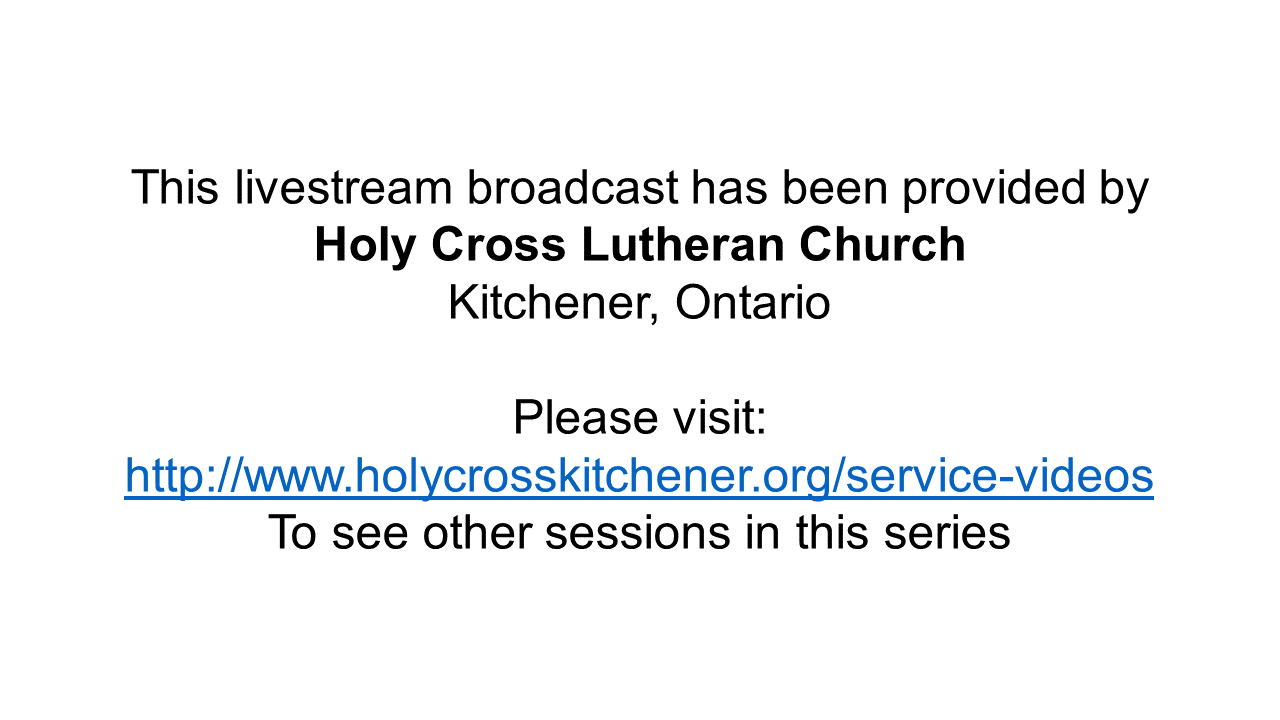 This livestream broadcast has been provided by
Holy Cross Lutheran Church
Kitchener, Ontario
Please visit:
http://www.holycrosskitchener.org/service-videos
To see other sessions in this series